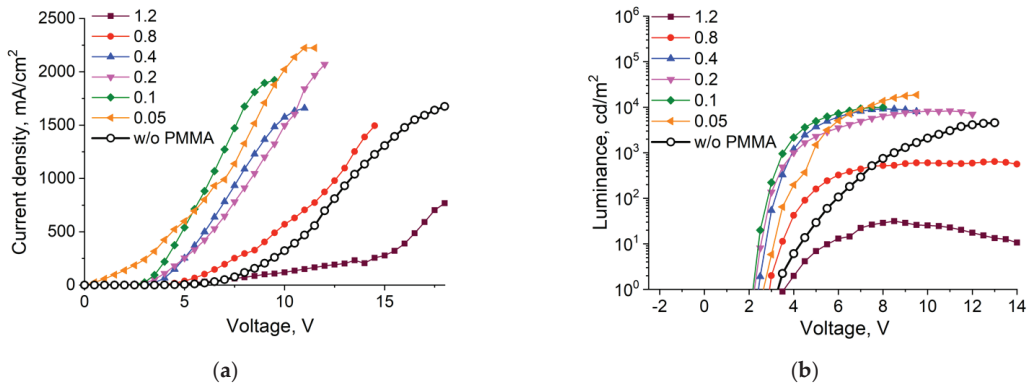 1.2
0.8
0.4
0.2
0.1
0.05
w/o PMMA
2500
2000
1500
1000
500
0
0 5 10 15
Current density, mA/cm²
Voltage, V
(a)
1.2
0.8
0.4
0.2
0.1
0.05
w/o PMMA
10⁶
10⁵
10⁴
10³
10²
10¹
10⁰
-2 0 2 4 6 8 10 12 14
Luminance, cd/m²
Voltage, V
(b)